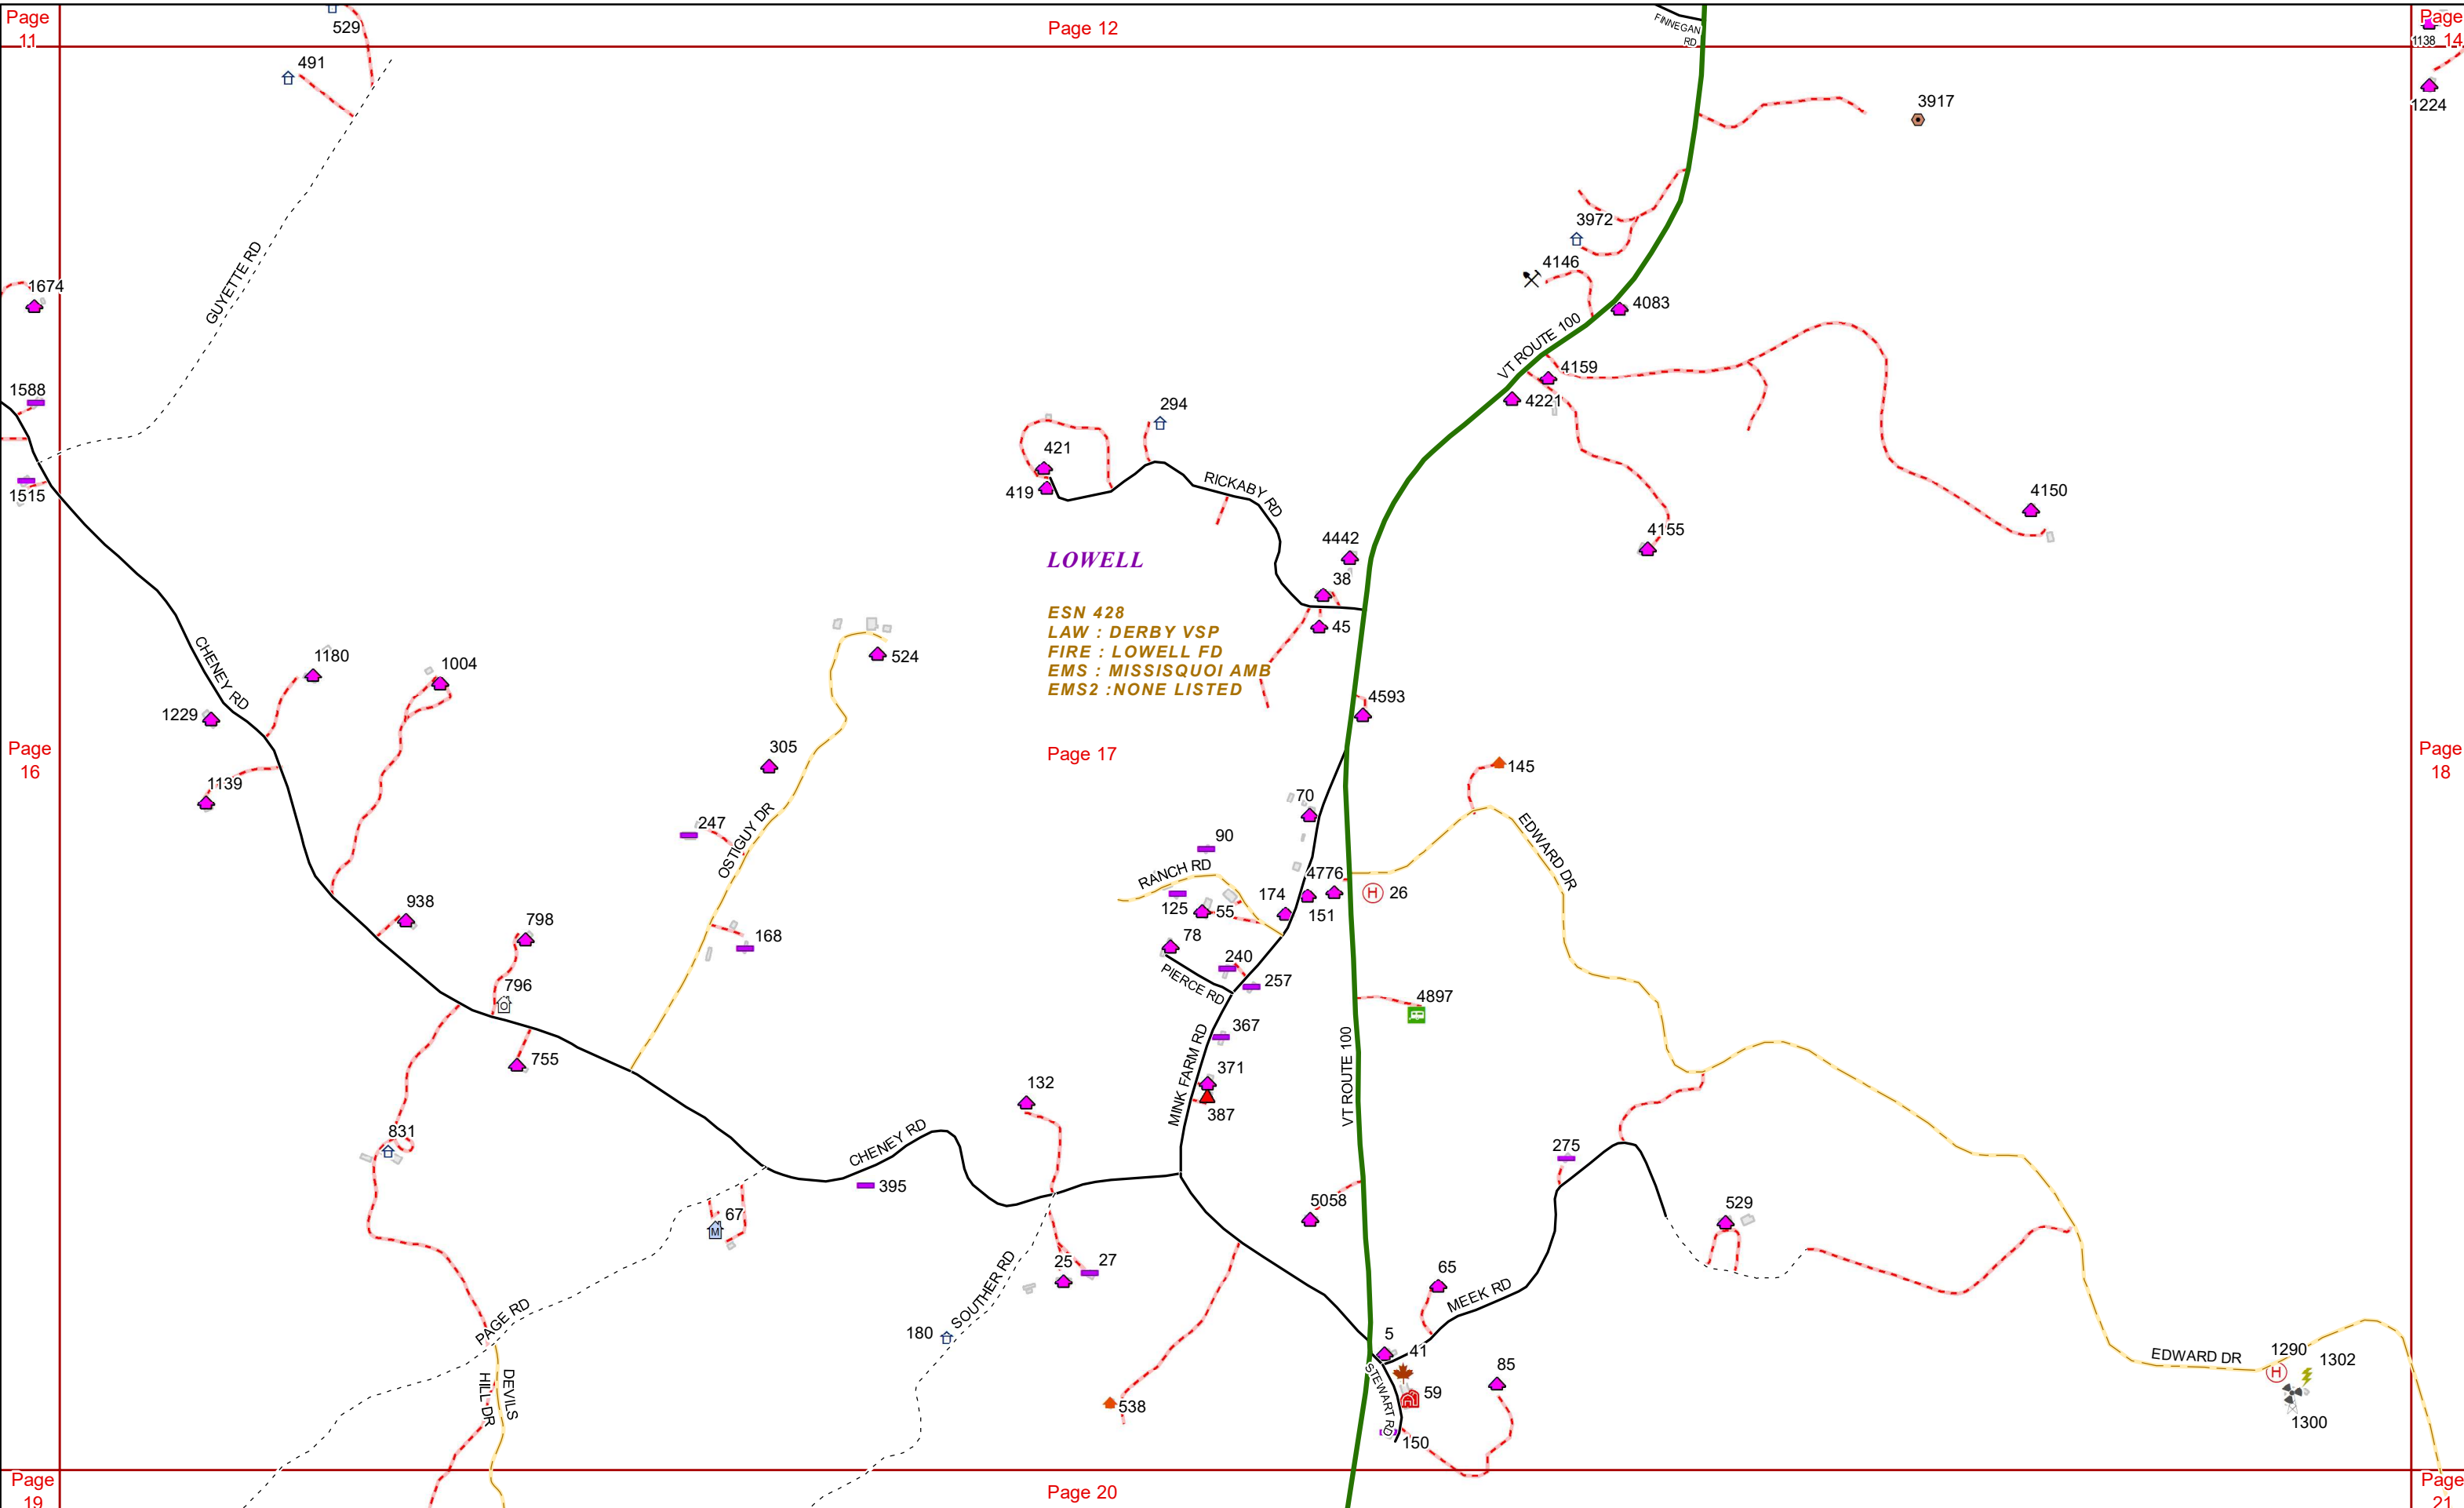 Page
11
529
Page 12
FINNEGAN
RD
Page
14
1138
491
3917
1224
3972
GUYETTE RD
4146
1674
4083
VT ROUTE 100
4159
1588
4221
294
421
RICKABY RD
419
1515
4150
4155
4442
LOWELL
38
ESN 428
LAW : DERBY VSP
FIRE : LOWELL FD
EMS : MISSISQUOI AMB
EMS2 :NONE LISTED
45
CHENEY RD
1180
1004
524
1229
4593
Page
16
305
Page 17
145
Page
18
1139
70
247
OSTIGUY DR
90
EDWARD DR
RANCH RD
4776
26
174
125
55
151
938
798
168
78
240
PIERCE RD
257
796
4897
367
MINK FARM RD
VT ROUTE 100
755
371
132
387
831
CHENEY RD
275
395
5058
529
67
25
27
65
SOUTHER RD
MEEK RD
PAGE RD
180
5
41
EDWARD DR
1290
1302
STEWART RD
85
DEVILS
HILL DR
59
538
1300
150
Page
19
Page 20
Page
21
H
H
O
M